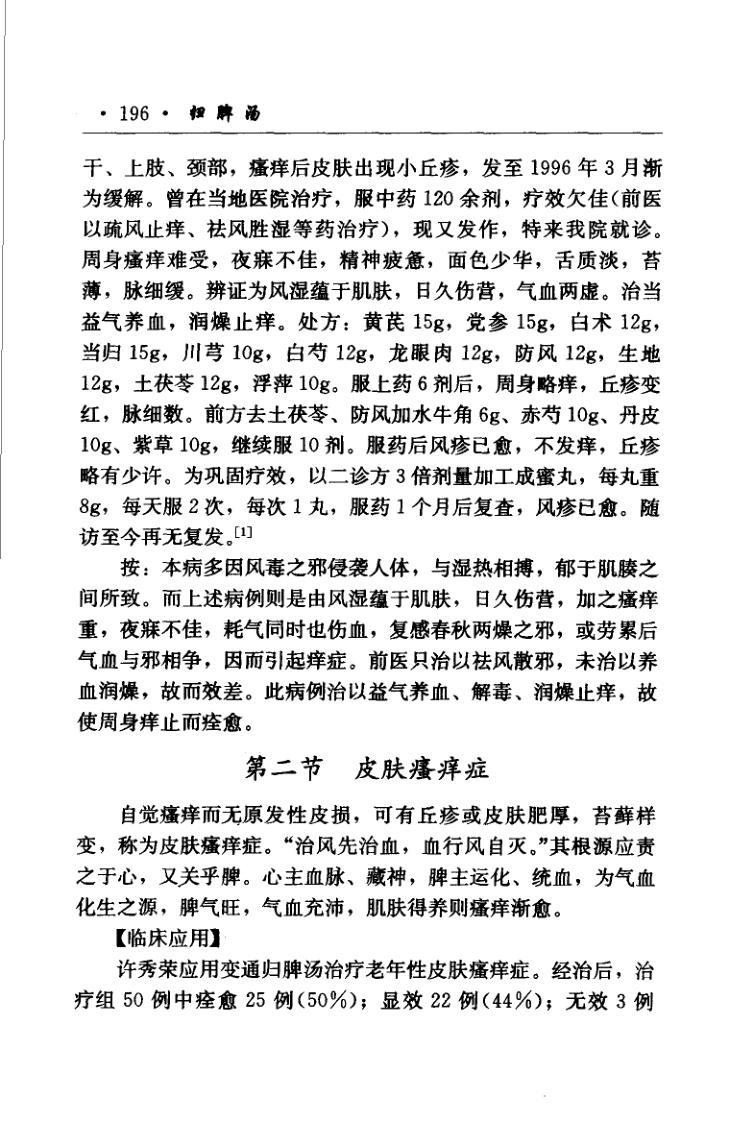 · 196 · 归脾汤
干、上肢、颈部，瘙痒后皮肤出现小丘疹，发至 1996 年 3 月渐
为缓解。曾在当地医院治疗，服中药 120 余剂，疗效欠佳（前医
以疏风止痒、祛风胜湿等药治疗），现又发作，特来我院就诊。
周身瘙痒难受，夜寐不佳，精神疲惫，面色少华，舌质淡，苔
薄，脉细缓。辨证为风湿蕴于肌肤，日久伤营，气血两虚。治当
益气养血，润燥止痒。处方：黄芪 15g，党参 15g，白术 12g，
当归 15g，川芎 10g，白芍 12g，龙眼肉 12g，防风 12g，生地
12g，土茯苓 12g，浮萍 10g。服上药 6 剂后，周身略痒，丘疹变
红，脉细数。前方去土茯苓、防风加水牛角 6g、赤芍 10g、丹皮
10g、紫草 10g，继续服 10 剂。服药后风疹已愈，不发痒，丘疹
略有少许。为巩固疗效，以二诊方 3 倍剂量加工成蜜丸，每丸重
8g，每天服 2 次，每次 1 丸，服药 1 个月后复查，风疹已愈。随
访至今再无复发。[1]
按：本病多因风毒之邪侵袭人体，与湿热相搏，郁于肌腠之
间所致。而上述病例则是由风湿蕴于肌肤，日久伤营，加之瘙痒
重，夜寐不佳，耗气同时也伤血，复感春秋两燥之邪，或劳累后
气血与邪相争，因而引起痒症。前医只治以祛风散邪，未治以养
血润燥，故而效差。此病例治以益气养血、解毒、润燥止痒，故
使周身痒止而痊愈。
第二节 皮肤瘙痒症
自觉瘙痒而无原发性皮损，可有丘疹或皮肤肥厚，苔藓样
变，称为皮肤瘙痒症。“治风先治血，血行风自灭。”其根源应责
之于心，又关乎脾。心主血脉、藏神，脾主运化、统血，为气血
化生之源，脾气旺，气血充沛，肌肤得养则瘙痒渐愈。
【临床应用】
许秀荣应用变通归脾汤治疗老年性皮肤瘙痒症。经治后，治
疗组 50 例中痊愈 25 例（50%）；显效 22 例（44%）；无效 3 例